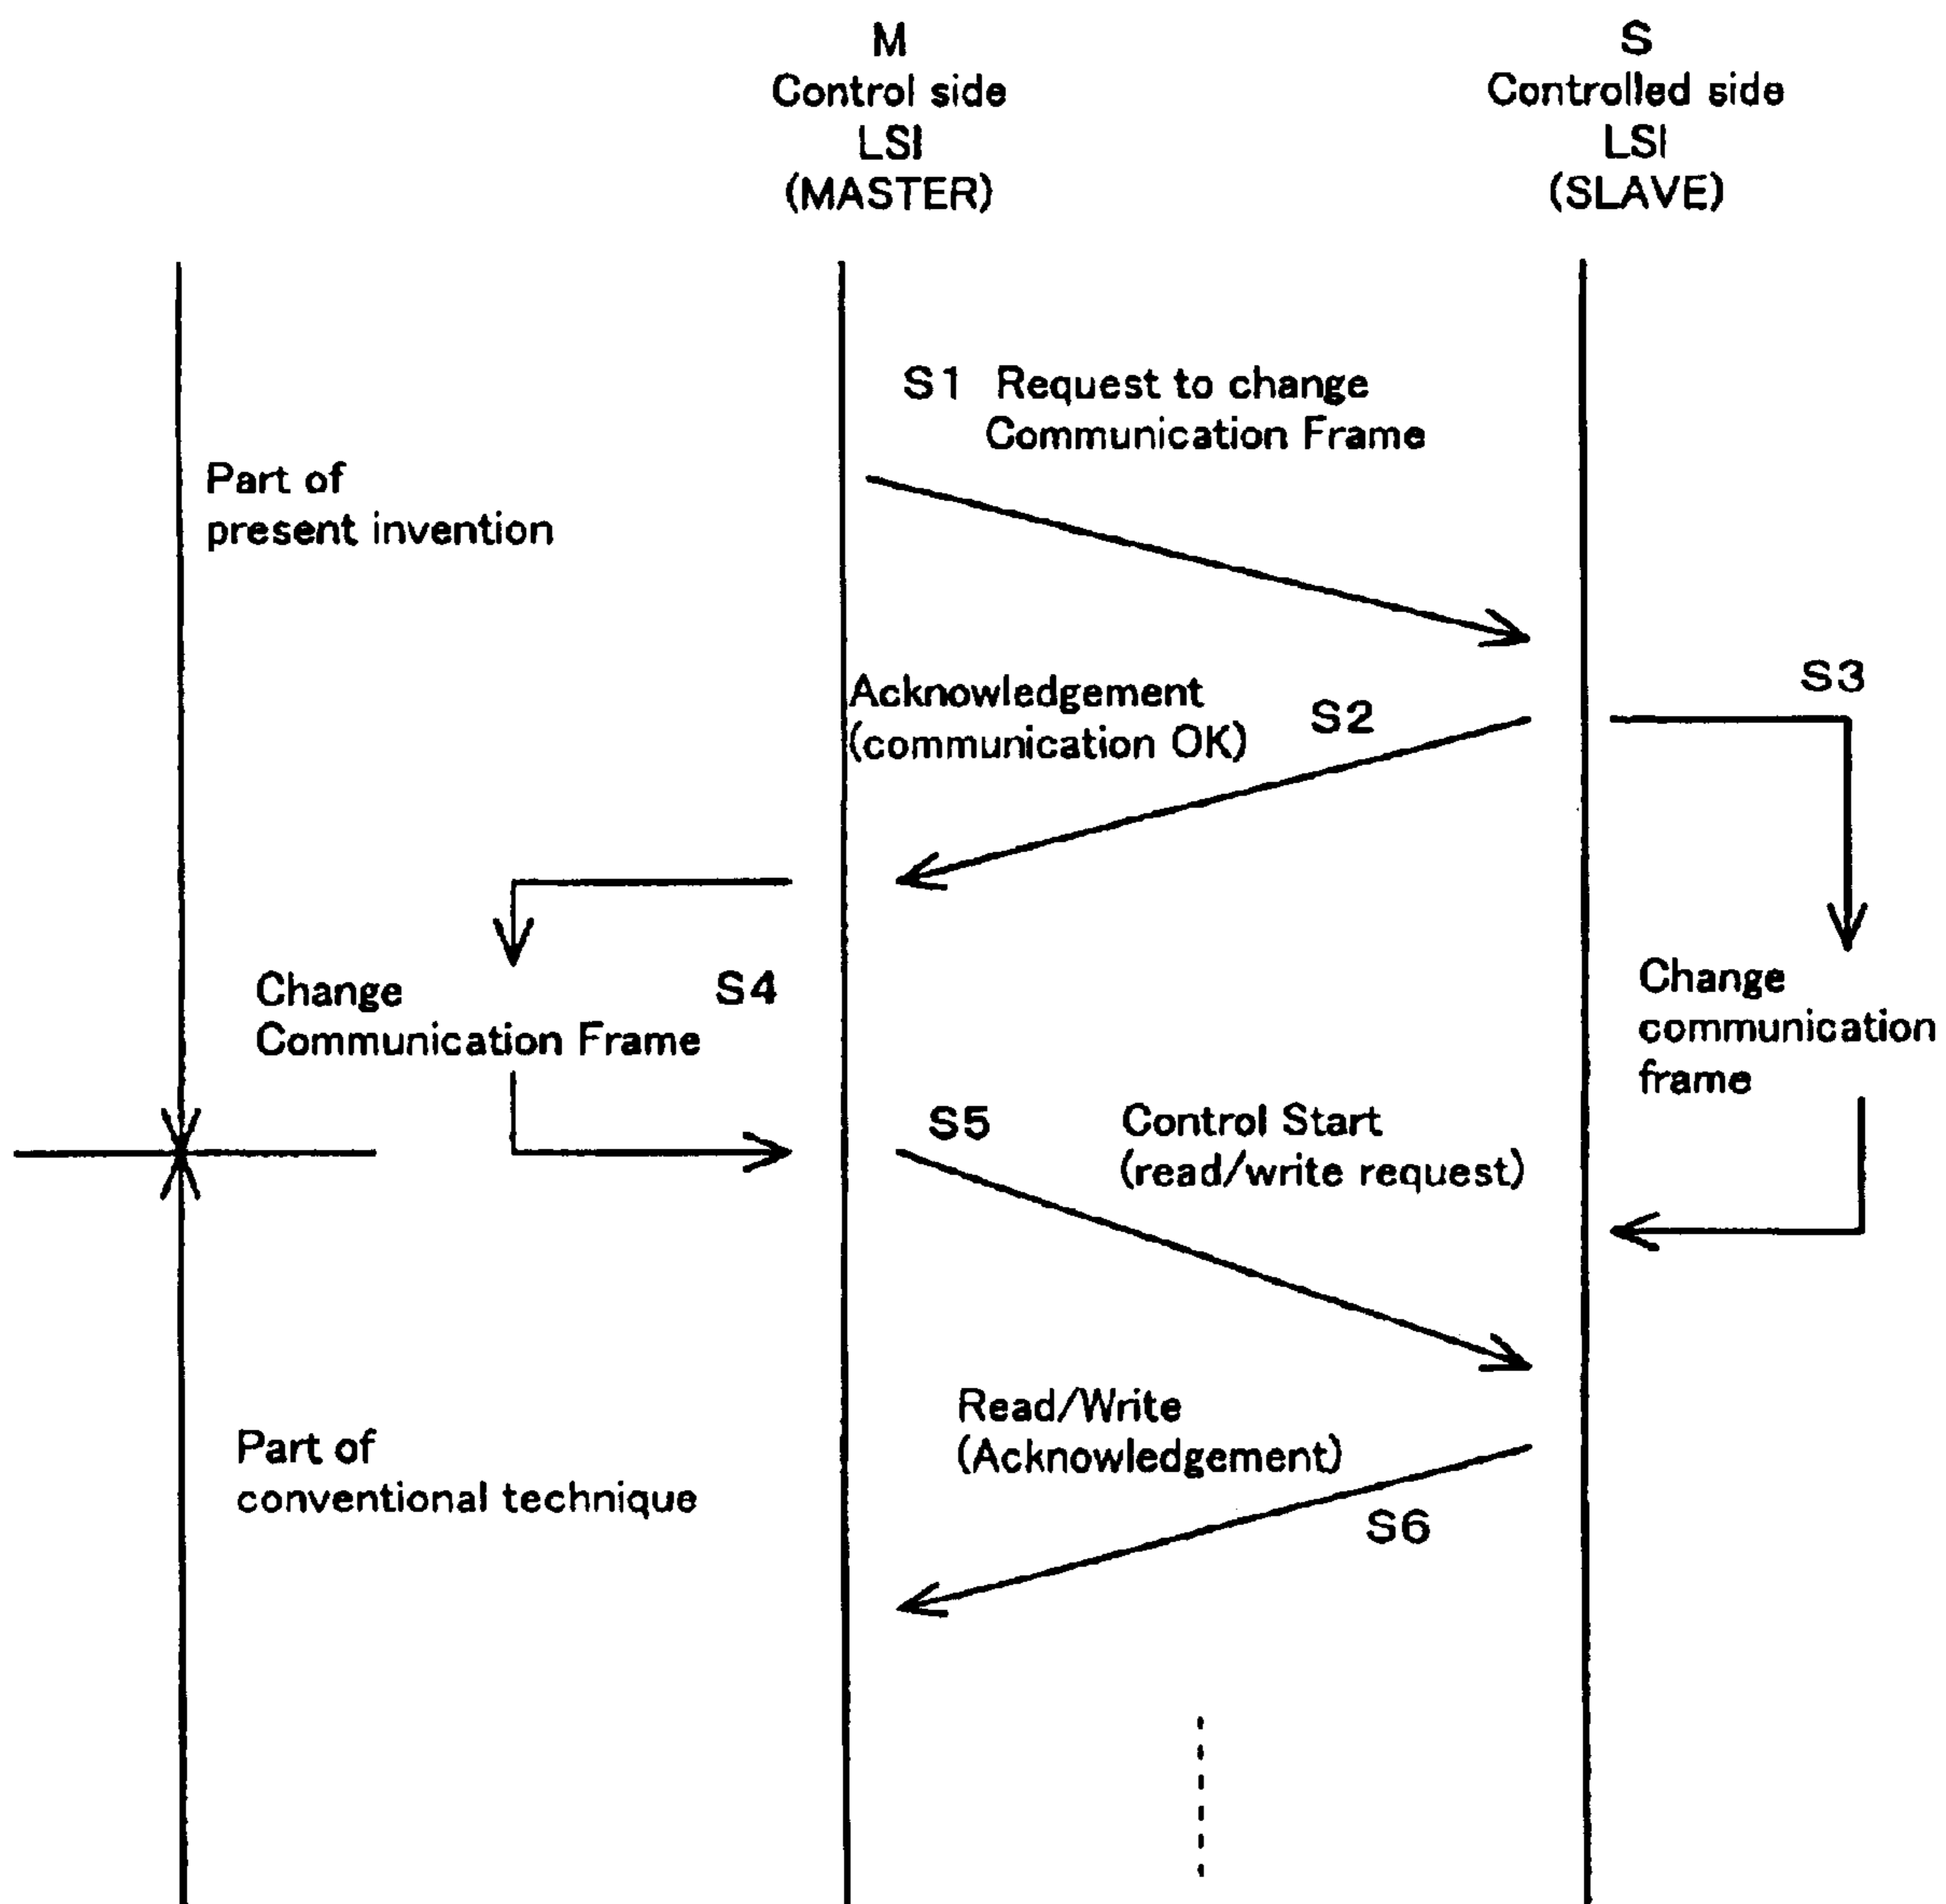 M
Control side
LSI
(MASTER)
S
Controlled side
LSI
(SLAVE)
S1 Request to change
Communication Frame
Part of
present invention
Acknowledgement
(communication OK)
S2
S3
Change
Communication Frame
S4
Change
communication
frame
S5
Control Start
(read/write request)
Read/Write
(Acknowledgement)
S6
Part of
conventional technique